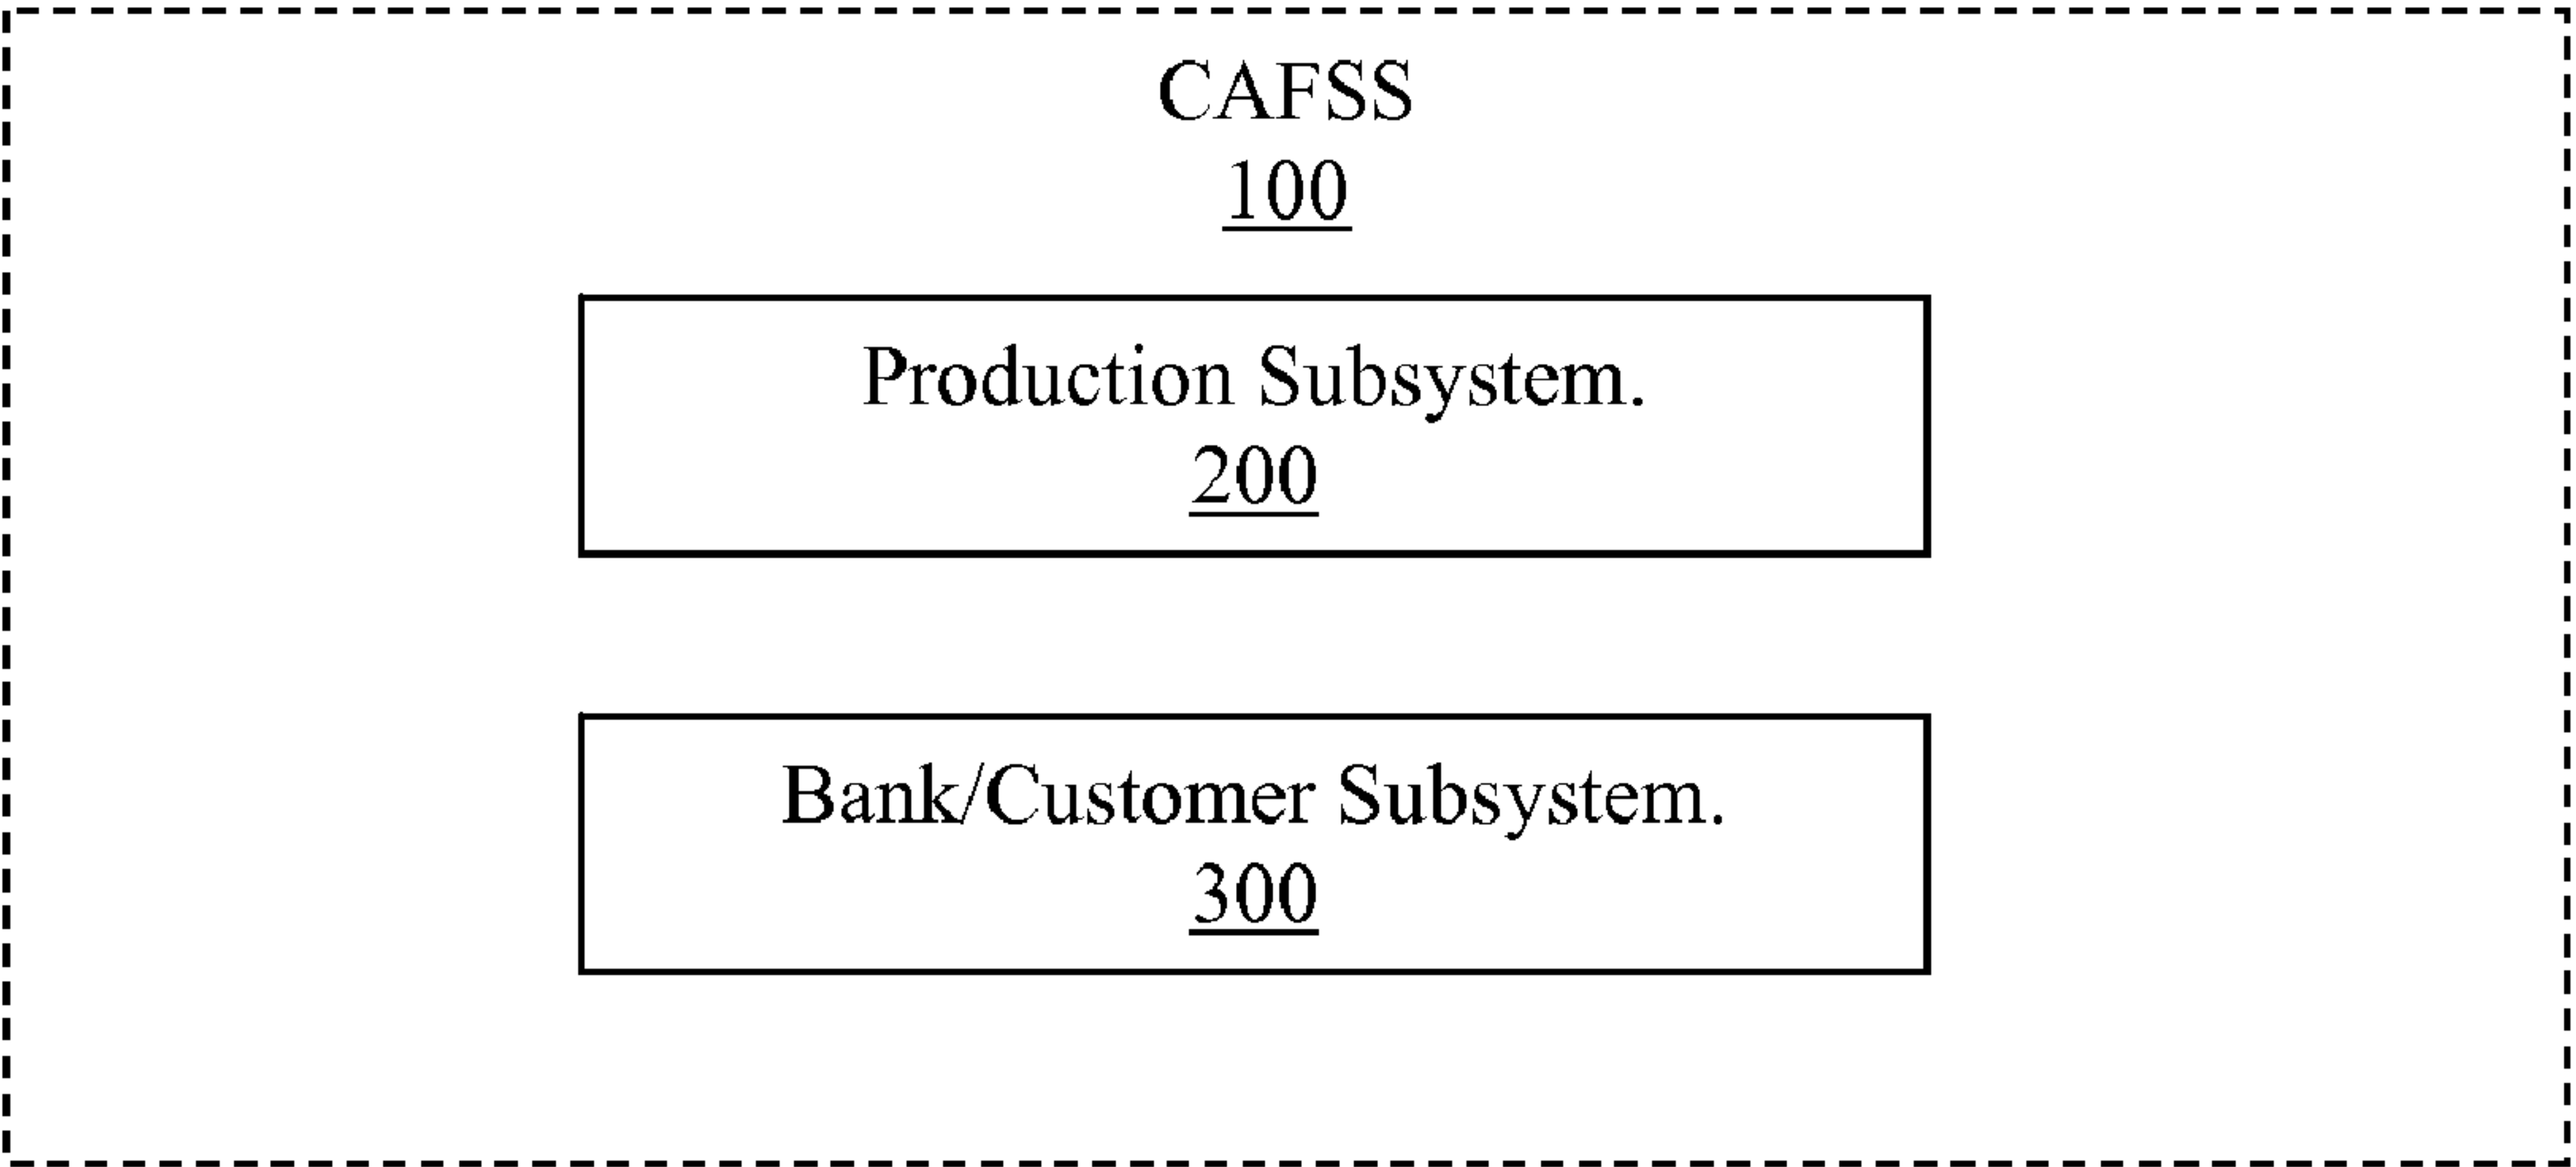 CAFSS
100
Production Subsystem.
200
Bank/Customer Subsystem.
300